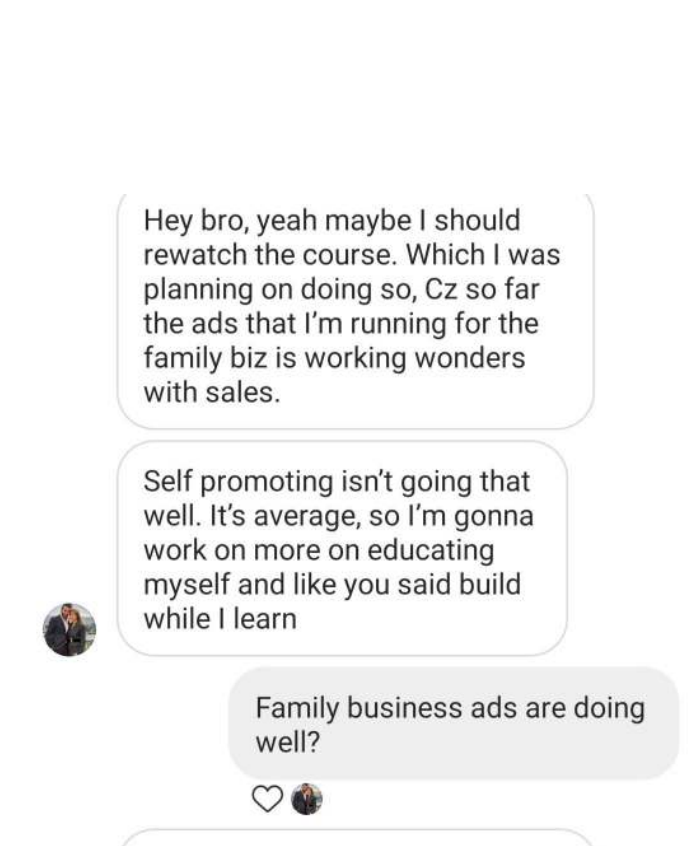 Hey bro, yeah maybe I should
rewatch the course. Which I was
planning on doing so, Cz so far
the ads that I'm running for the
family biz is working wonders
with sales.
Self promoting isn't going that
well. It's average, so I'm gonna
work on more on educating
myself and like you said build
while I learn
Family business ads are doing
well?